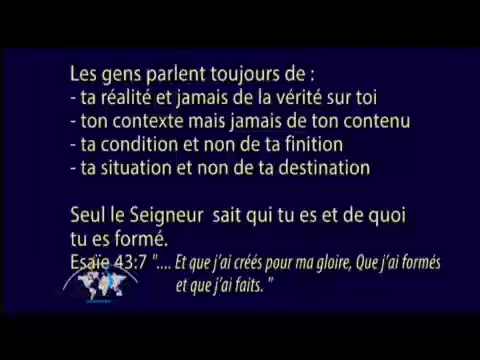 Les gens parlent toujours de :
- ta réalité et jamais de la vérité sur toi
- ton contexte mais jamais de ton contenu
- ta condition et non de ta finition
- ta situation et non de ta destination
Seul le Seigneur sait qui tu es et de quoi
tu es formé.
Esaïe 43:7 ".... Et que j'ai créés pour ma gloire, Que j'ai formés
et que j'ai faits. "